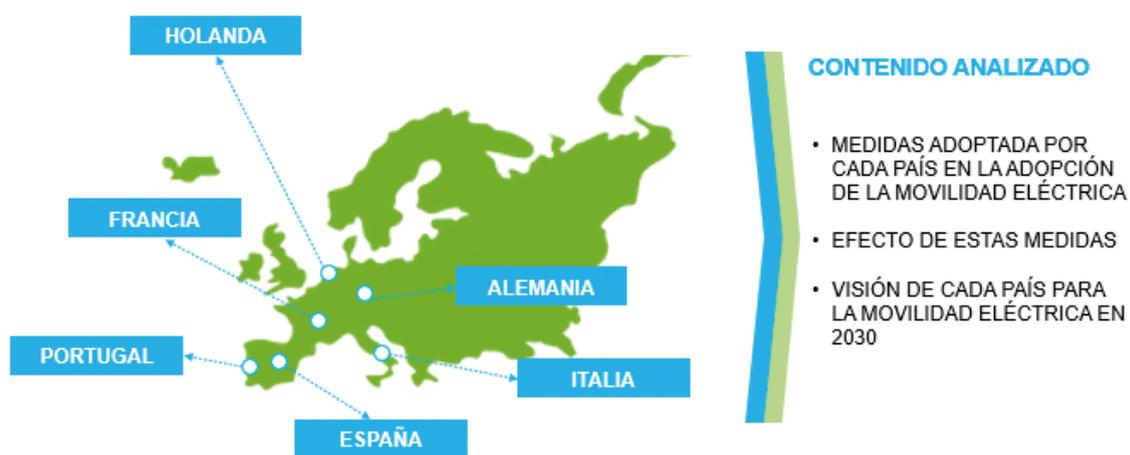 HOLANDA
FRANCIA
ALEMANIA
PORTUGAL
ITALIA
ESPAÑA
CONTENIDO ANALIZADO
• MEDIDAS ADOPTADA POR
CADA PAÍS EN LA ADOPCIÓN
DE LA MOVILIDAD ELÉCTRICA
• EFECTO DE ESTAS MEDIDAS
• VISIÓN DE CADA PAÍS PARA
LA MOVILIDAD ELÉCTRICA EN
2030